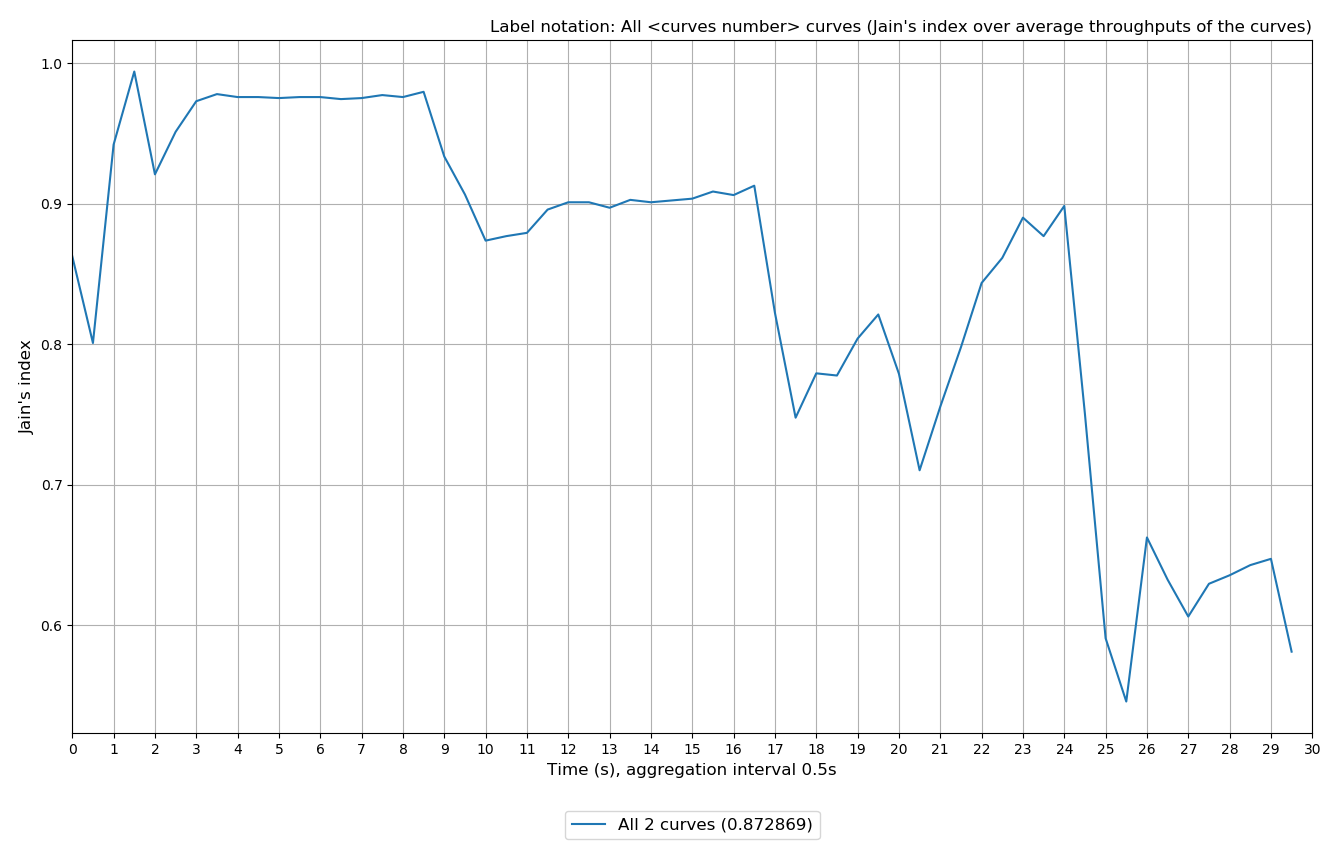 Label notation: All <curves number> curves (Jain's index over average throughputs of the curves)
1.0
0.9
0.8
0.7
0.6
Jain's index
0 1 2 3 4 5 6 7 8 9 10 11 12 13 14 15 16 17 18 19 20 21 22 23 24 25 26 27 28 29 30
Time (s), aggregation interval 0.5s
All 2 curves (0.872869)